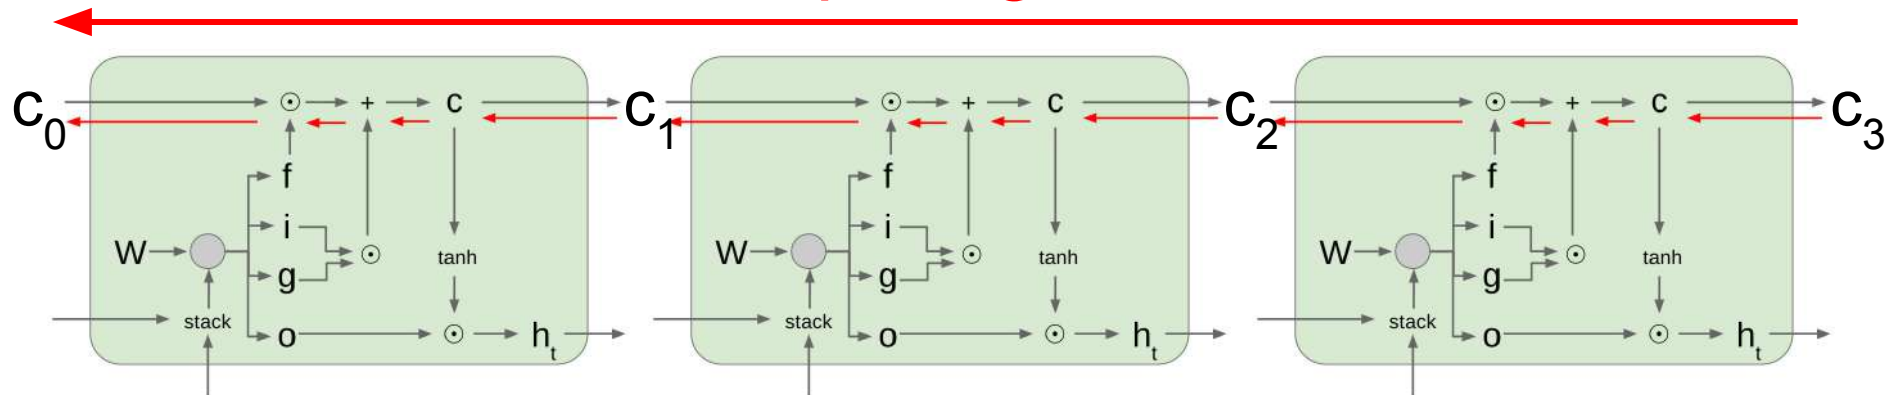 C0 C1 C2 C3
⊙ + c ⊙ + c ⊙ + c
f f f
i i i
W ⊙ tanh W ⊙ tanh W ⊙ tanh
g g g
stack stack stack
o ⊙ ht o ⊙ ht o ⊙ ht